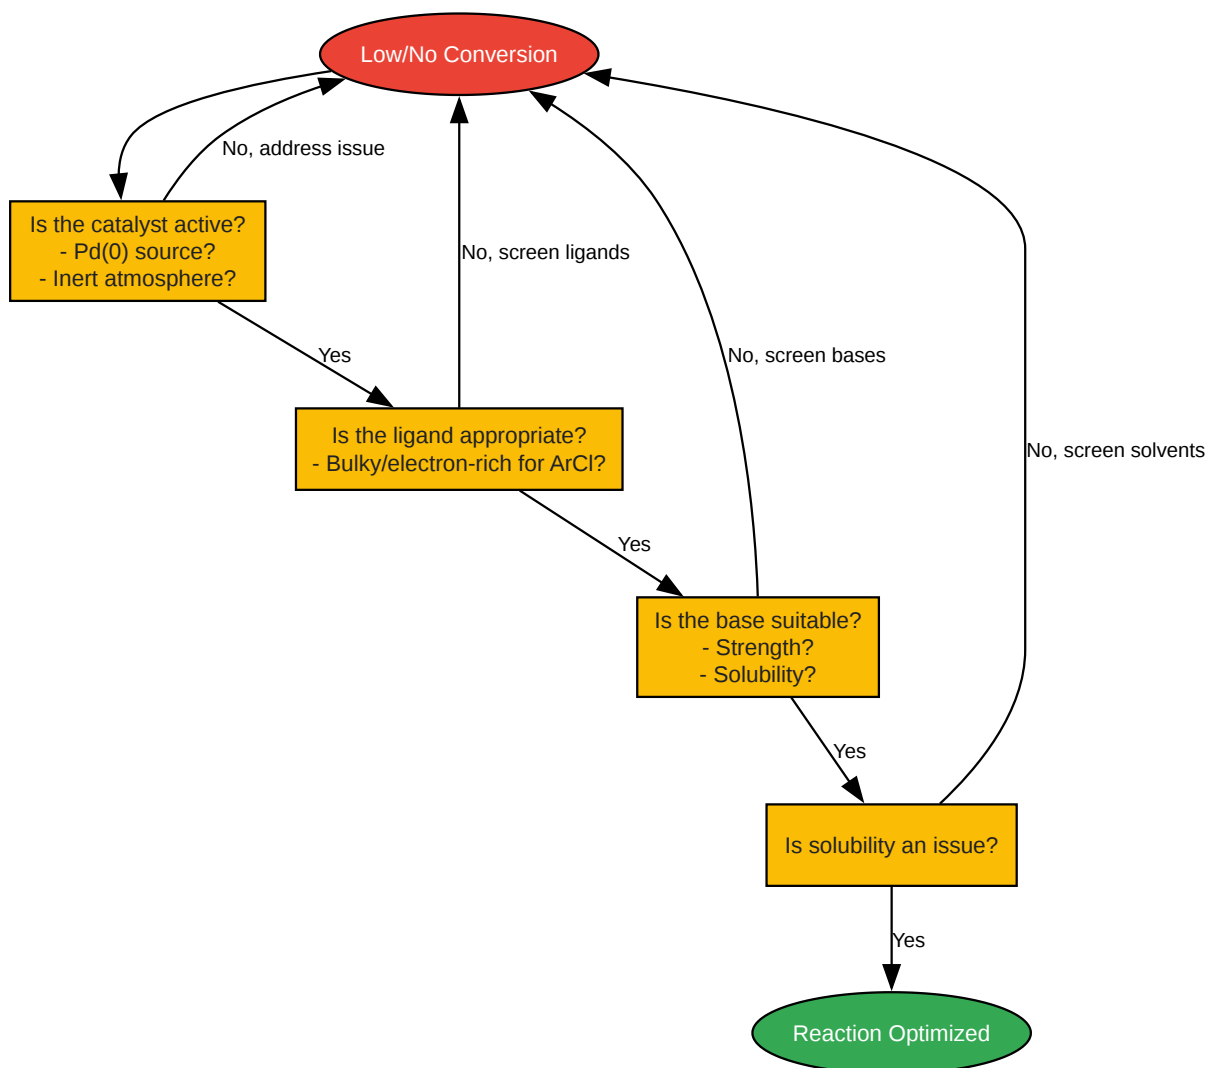 Low/No Conversion
No, address issue
Is the catalyst active?
- Pd(0) source?
- Inert atmosphere?
No, screen ligands
Yes
Is the ligand appropriate?
- Bulky/electron-rich for ArCl?
No, screen bases
Yes
Is the base suitable?
- Strength?
- Solubility?
No, screen solvents
Yes
Is solubility an issue?
Yes
Reaction Optimized